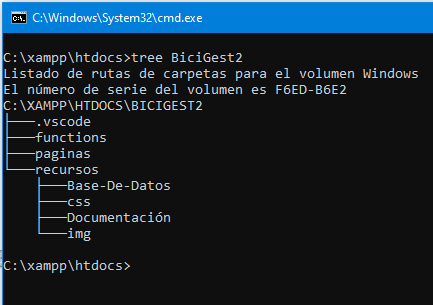 C:\Windows\System32\cmd.exe
C:\xampp\htdocs>tree BiciGest2
Listado de rutas de carpetas para el volumen Windows
El número de serie del volumen es F6ED-B6E2
C:\XAMPP\HTDOCS\BICIGEST2
├───.vscode
├───functions
├───paginas
└───recursos
    ├───Base-De-Datos
    ├───css
    ├───Documentación
    └───img
C:\xampp\htdocs>